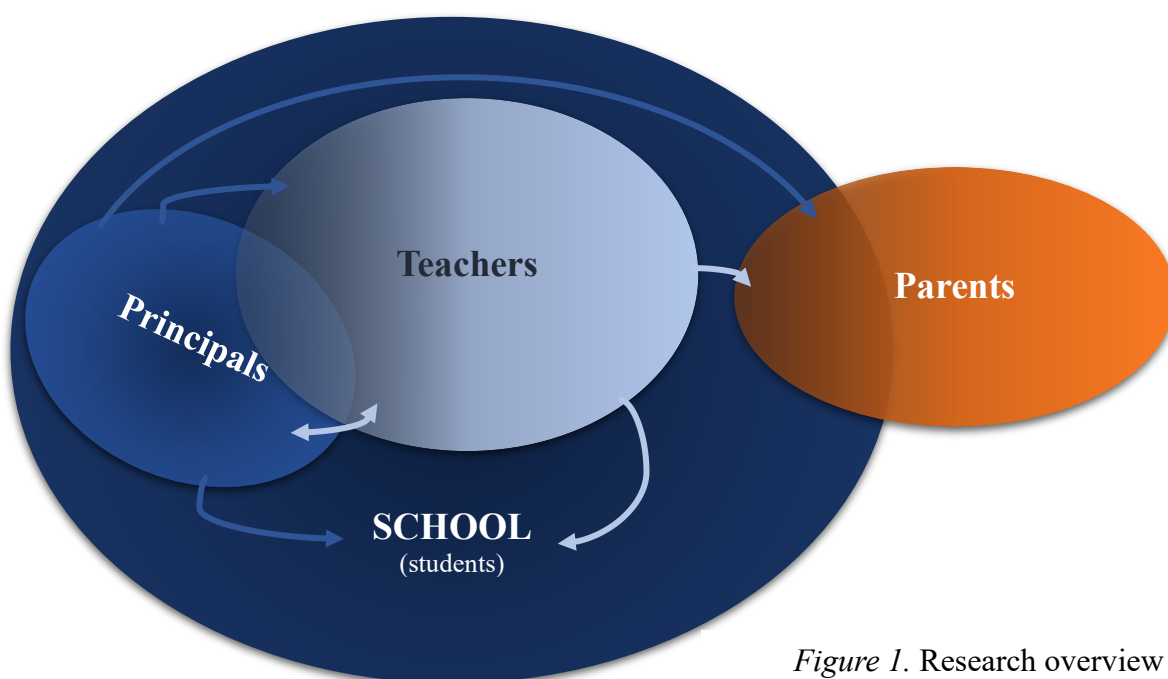 Teachers
Parents
Principals
SCHOOL
(students)
Figure 1. Research overview